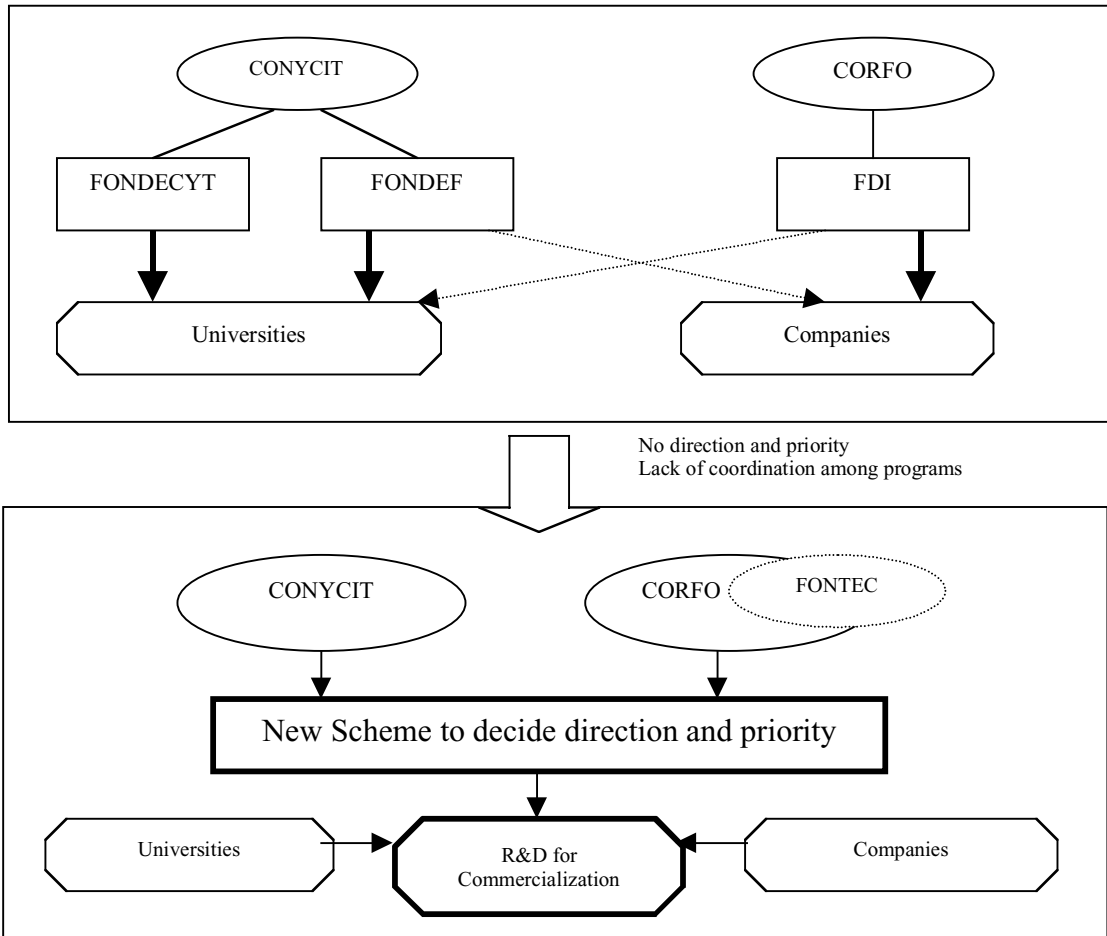 CONYCIT
CORFO
FONDECYT
FONDEF
FDI
Universities
Companies
No direction and priority
Lack of coordination among programs
CONYCIT
CORFO
FONTEC
New Scheme to decide direction and priority
Universities
R&D for
Commercialization
Companies